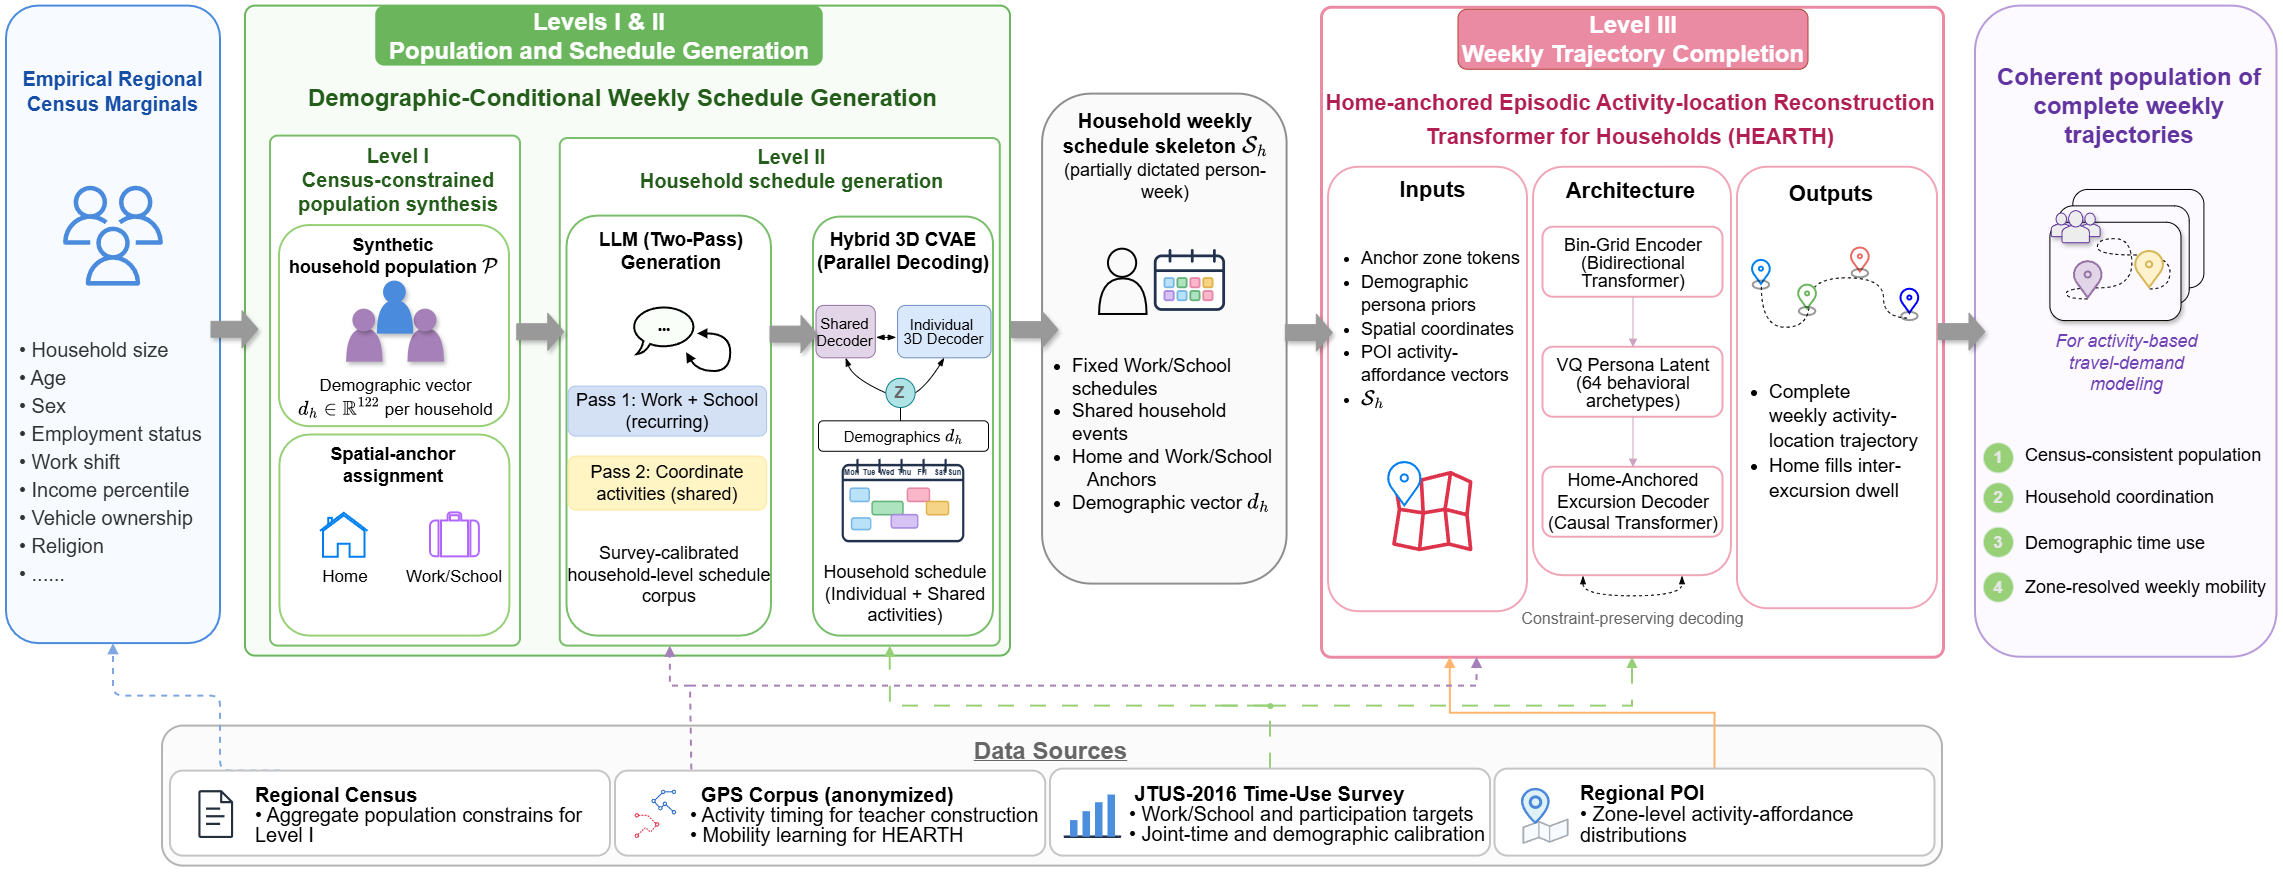 Empirical Regional
Census Marginals
• Household size
• Age
• Sex
• Employment status
• Work shift
• Income percentile
• Vehicle ownership
• Religion
• ......
Levels I & II
Population and Schedule Generation
Demographic-Conditional Weekly Schedule Generation
Level I
Census-constrained
population synthesis
Synthetic
household population 𝒫
Demographic vector
d_h ∈ ℝ^122 per household
Spatial-anchor
assignment
Home
Work/School
Level II
Household schedule generation
LLM (Two-Pass)
Generation
...
Pass 1: Work + School
(recurring)
Pass 2: Coordinate
activities (shared)
Survey-calibrated
household-level schedule
corpus
Hybrid 3D CVAE
(Parallel Decoding)
Shared
Decoder
Individual
3D Decoder
Z
Demographics d_h
Mon Tue Wed Thu Fri Sat Sun
Household schedule
(Individual + Shared
activities)
Household weekly
schedule skeleton 𝒮_h
(partially dictated person-
week)
• Fixed Work/School
schedules
• Shared household
events
• Home and Work/School
Anchors
• Demographic vector d_h
Level III
Weekly Trajectory Completion
Home-anchored Episodic Activity-location Reconstruction
Transformer for Households (HEARTH)
Inputs
• Anchor zone tokens
• Demographic
persona priors
• Spatial coordinates
• POI activity-
affordance vectors
• 𝒮_h
Architecture
Bin-Grid Encoder
(Bidirectional
Transformer)
VQ Persona Latent
(64 behavioral
archetypes)
Home-Anchored
Excursion Decoder
(Causal Transformer)
Constraint-preserving decoding
Outputs
• Complete
weekly activity-
location trajectory
• Home fills inter-
excursion dwell
Coherent population of
complete weekly
trajectories
For activity-based
travel-demand
modeling
1 Census-consistent population
2 Household coordination
3 Demographic time use
4 Zone-resolved weekly mobility
Data Sources
Regional Census
• Aggregate population constrains for
Level I
GPS Corpus (anonymized)
• Activity timing for teacher construction
• Mobility learning for HEARTH
JTUS-2016 Time-Use Survey
• Work/School and participation targets
• Joint-time and demographic calibration
Regional POI
• Zone-level activity-affordance
distributions